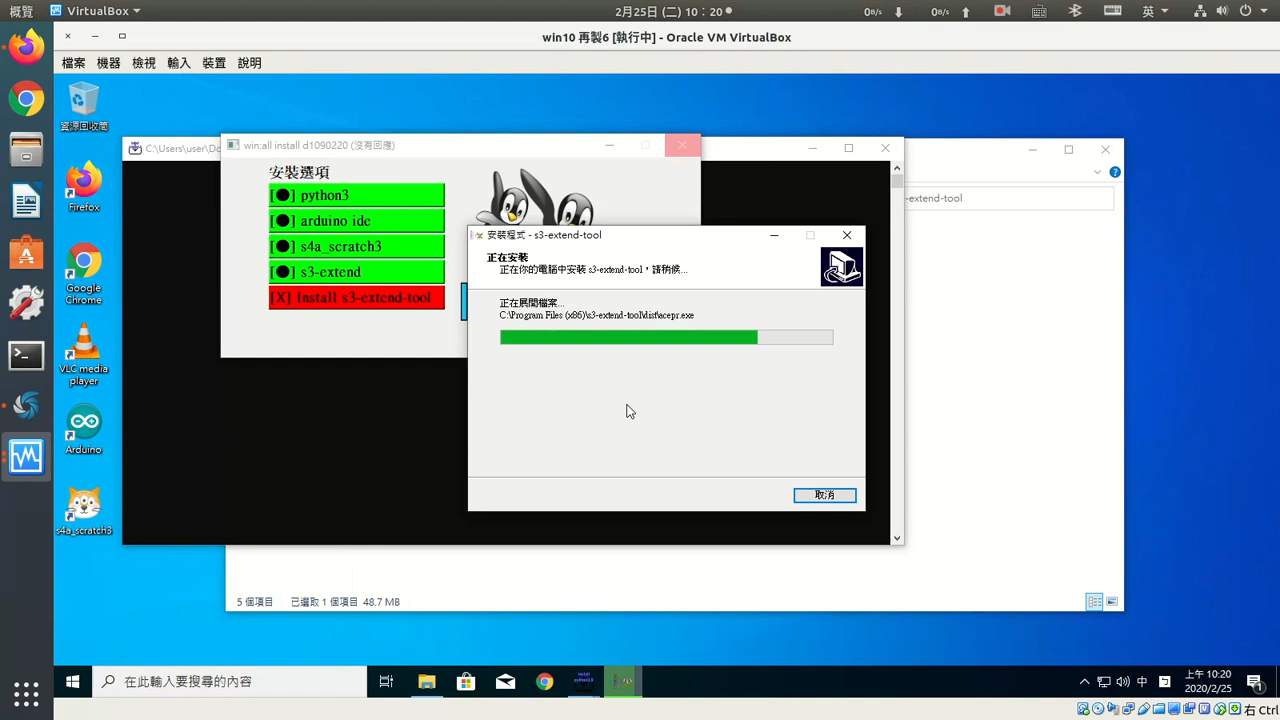 概覽
VirtualBox
2月25日 (二) 10：20
0B/s
0B/s
英
win10 再製6 [執行中] - Oracle VM VirtualBox
檔案 機器 檢視 輸入 裝置 說明
資源回收筒
Firefox
Google
Chrome
VLC media
player
Arduino
s4a_scratch3
C:\Users\user\Do
win:all install d1090220 (沒有回應)
安裝選項
[●] python3
[●] arduino ide
[●] s4a_scratch3
[●] s3-extend
[X] Install s3-extend-tool
-extend-tool
安裝程式 - s3-extend-tool
正在安裝
正在你的電腦中安裝 s3-extend-tool，請稍候...
正在展開檔案...
C:\Program Files (x86)\s3-extend-tool\dist\acepr.exe
取消
5 個項目 已選取 1 個項目 48.7 MB
在此輸入要搜尋的內容
中
上午 10:20
2020/2/25
1
右 Ctrl